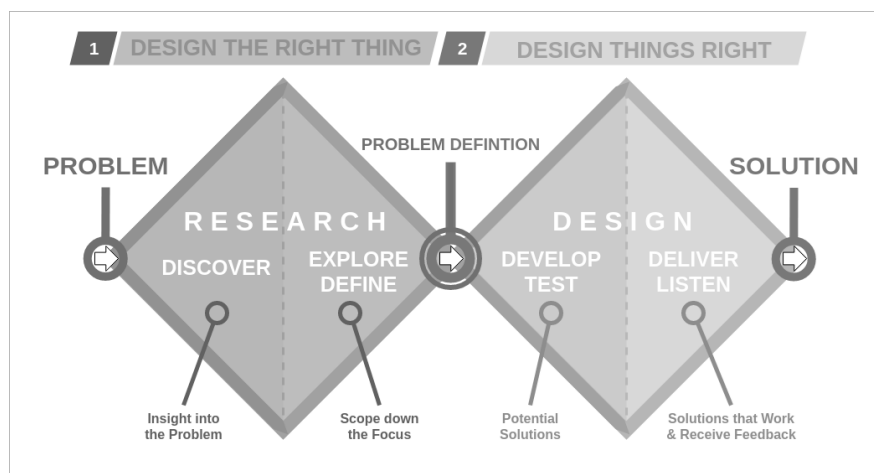 1 DESIGN THE RIGHT THING 2 DESIGN THINGS RIGHT
PROBLEM DEFINTION
PROBLEM
SOLUTION
RESEARCH
DESIGN
DISCOVER
EXPLORE
DEFINE
DEVELOP
TEST
DELIVER
LISTEN
Insight into
the Problem
Scope down
the Focus
Potential
Solutions
Solutions that Work
& Receive Feedback